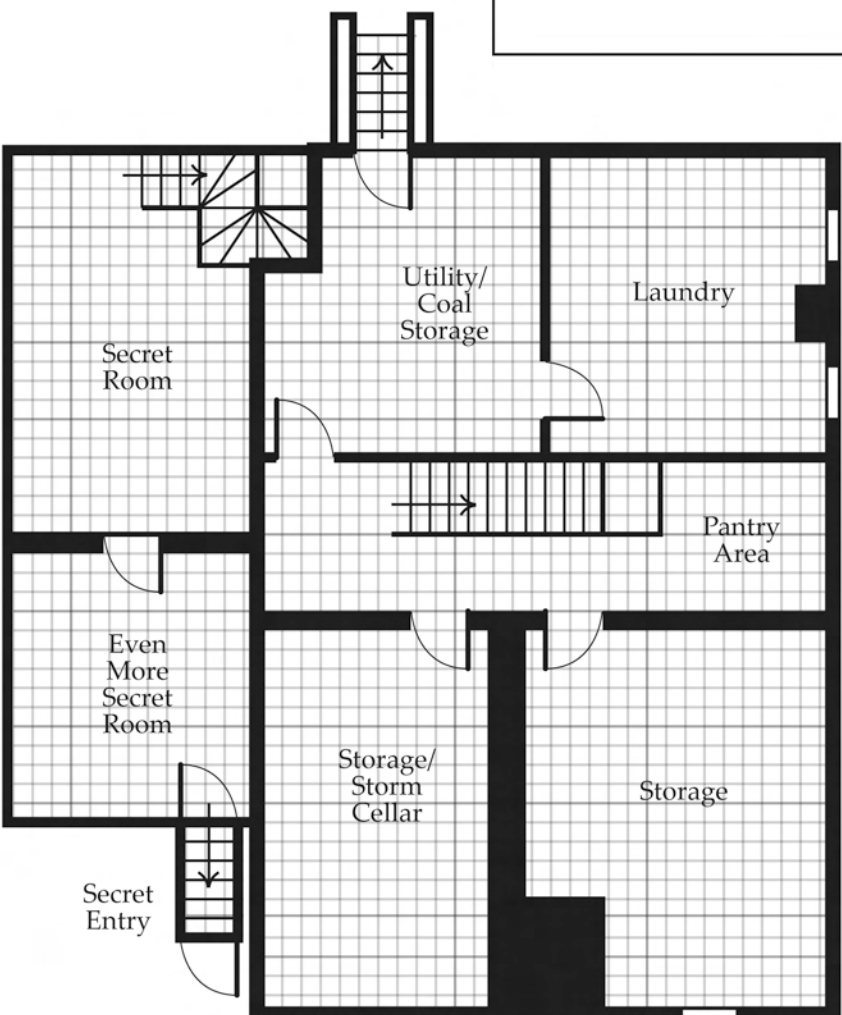 Utility/
Coal
Storage
Laundry
Secret
Room
Pantry
Area
Even
More
Secret
Room
Storage/
Storm
Cellar
Storage
Secret
Entry